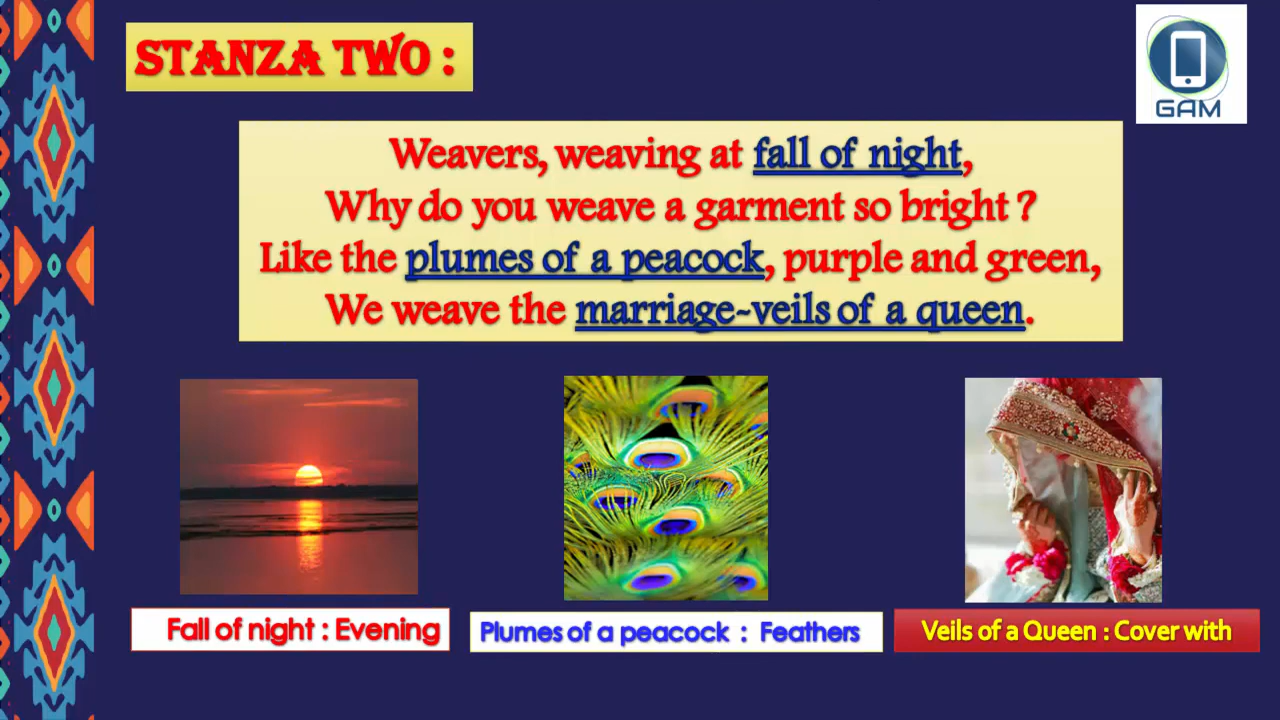 STANZA TWO :
GAM
Weavers, weaving at fall of night,
Why do you weave a garment so bright ?
Like the plumes of a peacock, purple and green,
We weave the marriage-veils of a queen.
Fall of night : Evening
Plumes of a peacock : Feathers
Veils of a Queen : Cover with